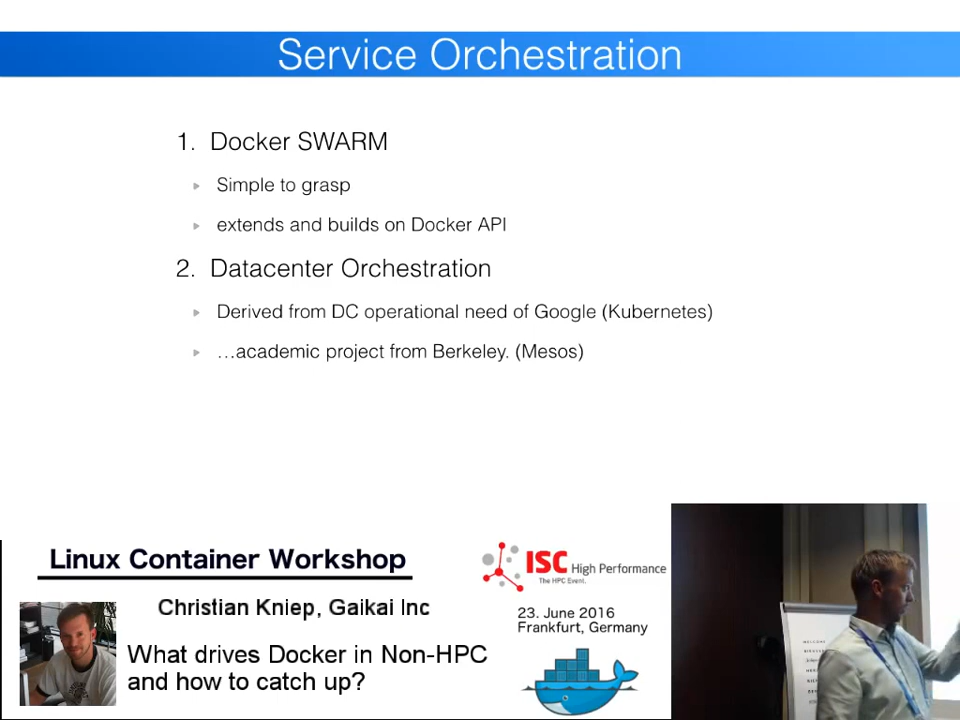 Service Orchestration
1. Docker SWARM
Simple to grasp
extends and builds on Docker API
2. Datacenter Orchestration
Derived from DC operational need of Google (Kubernetes)
…academic project from Berkeley. (Mesos)
Linux Container Workshop
Christian Kniep, Gaikai Inc
What drives Docker in Non-HPC
and how to catch up?
ISC High Performance
The HPC Event.
23. June 2016
Frankfurt, Germany
WELCOME